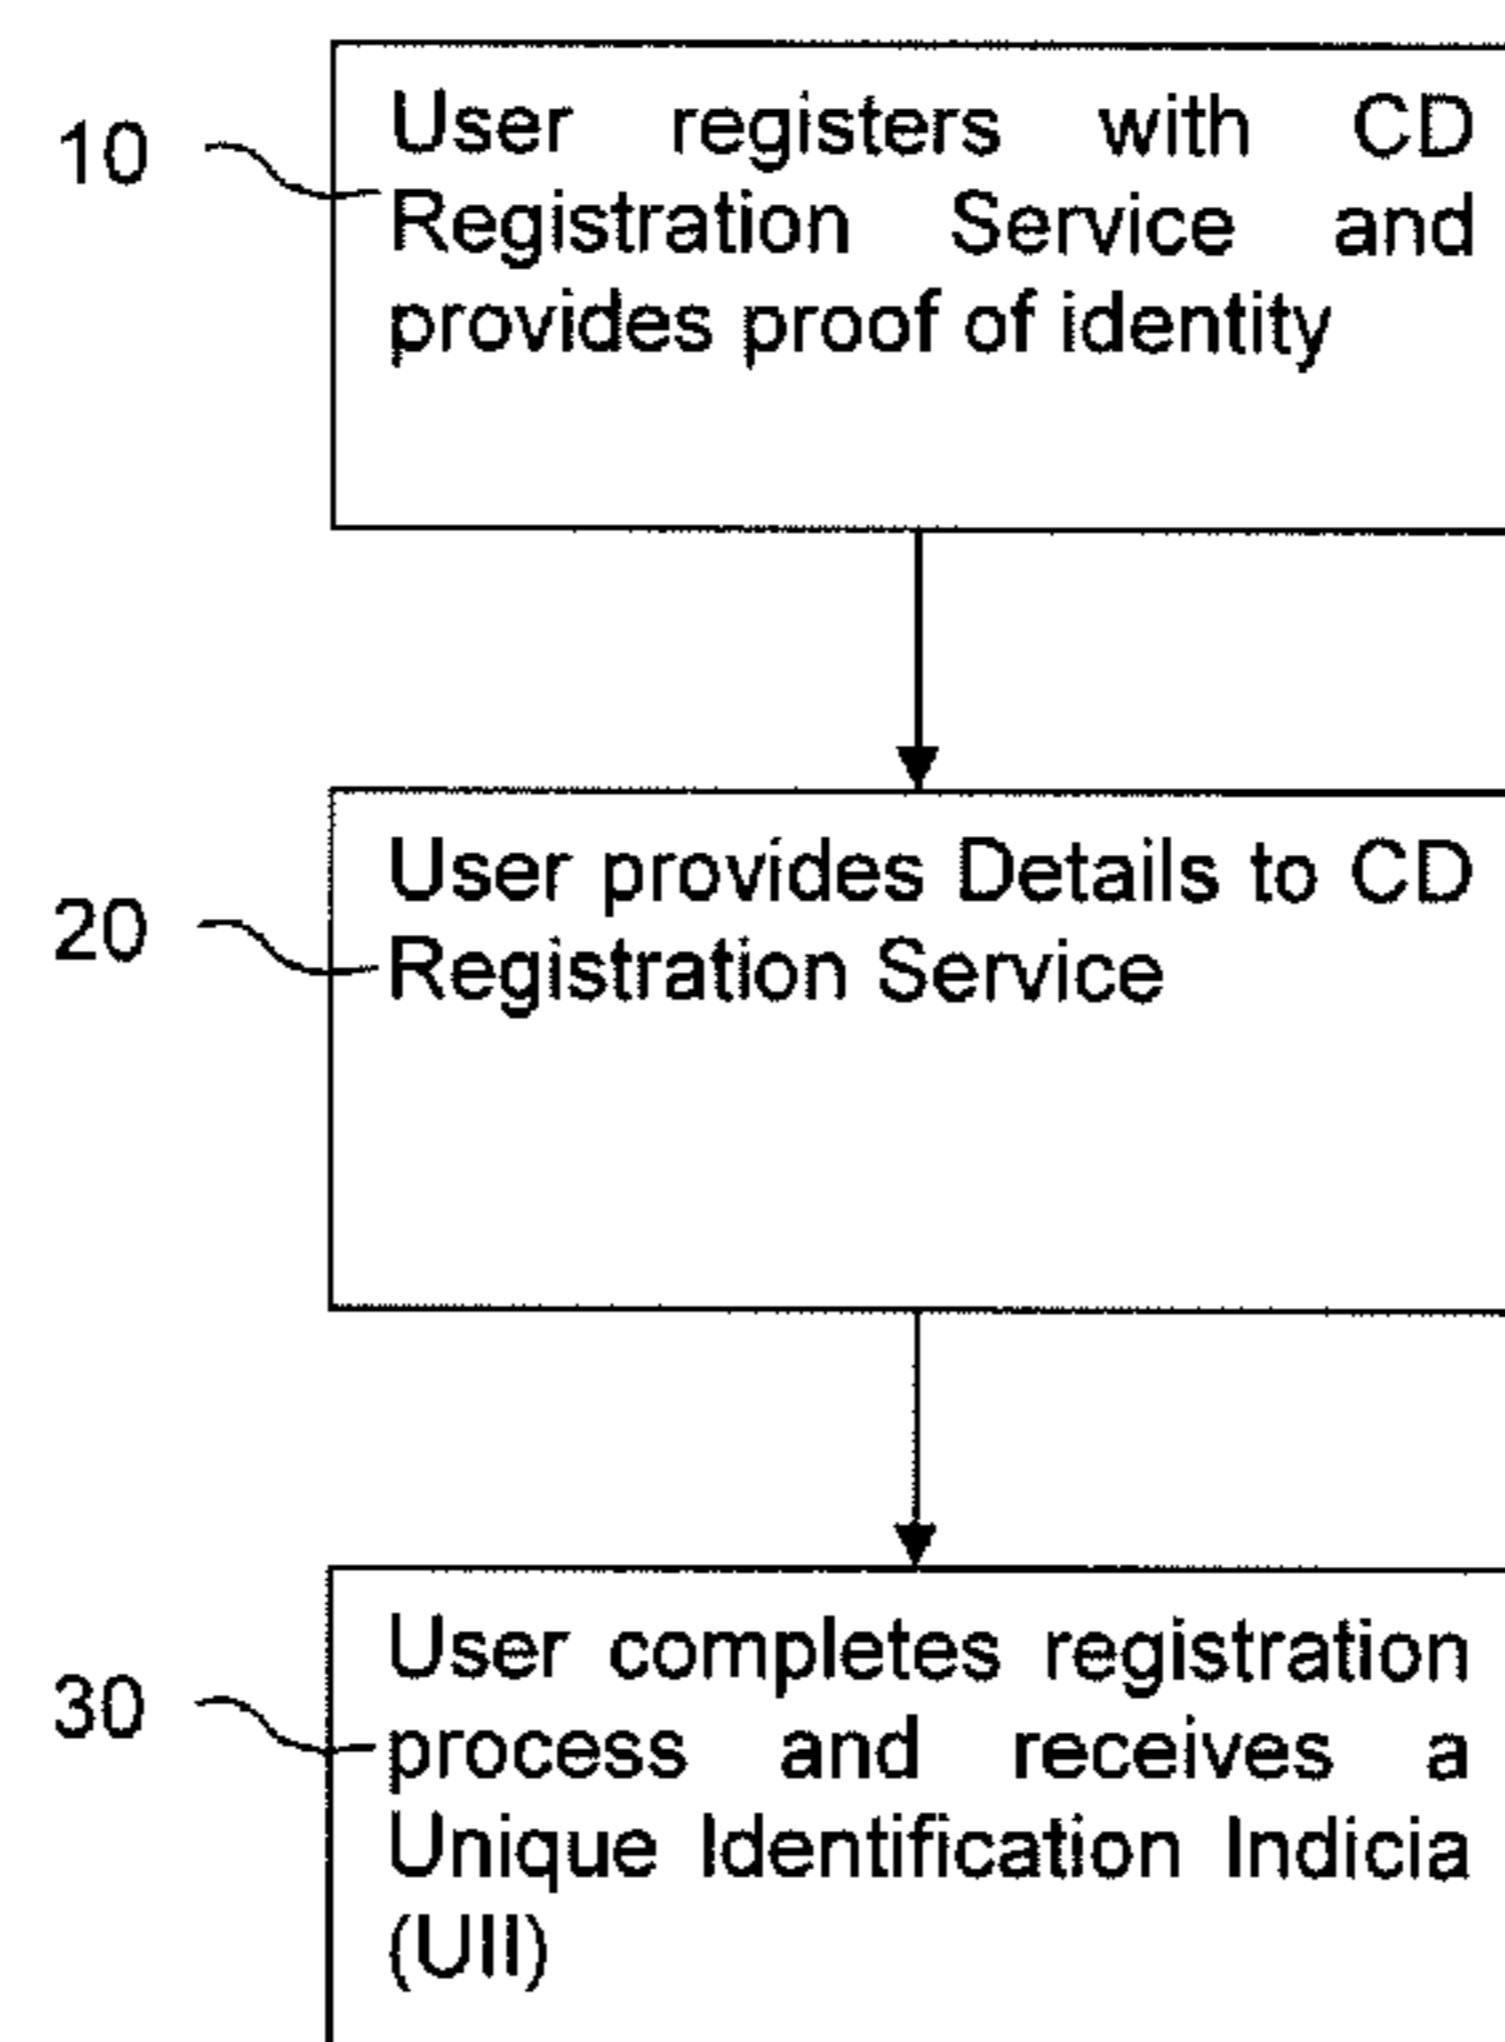 10
User registers with CD
Registration Service and
provides proof of identity
20
User provides Details to CD
Registration Service
30
User completes registration
process and receives a
Unique Identification Indicia
(UII)